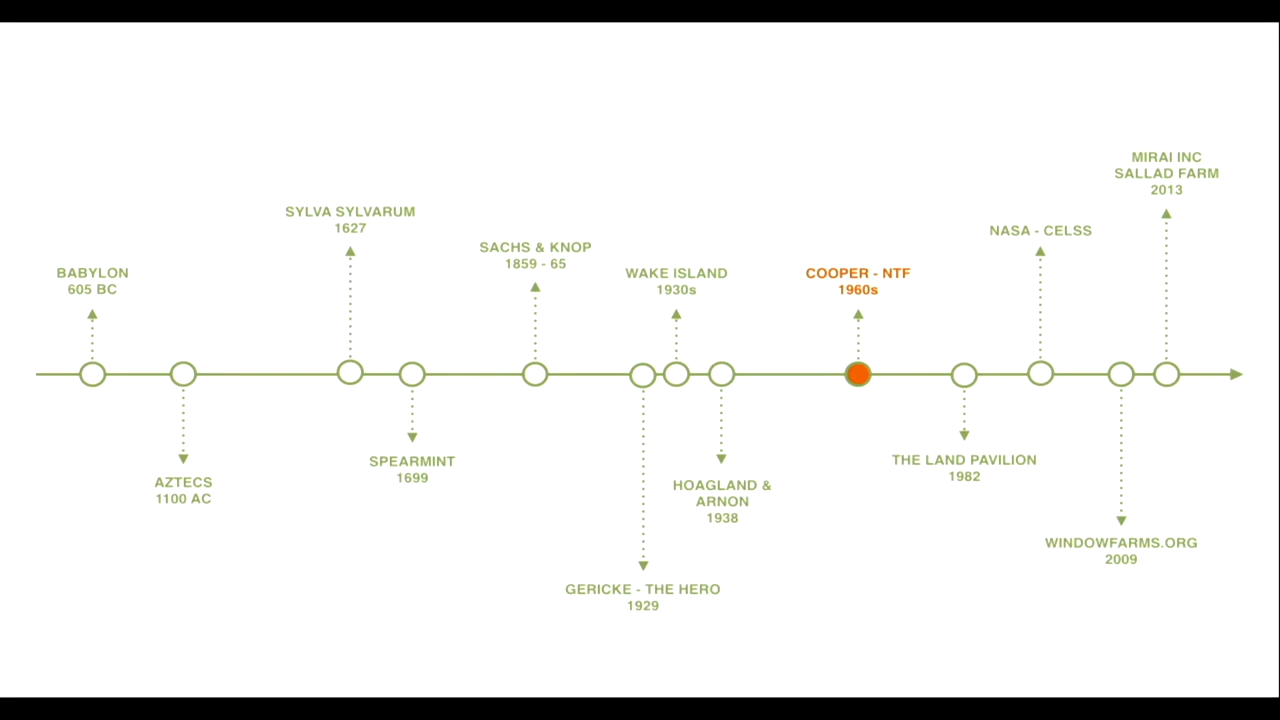 BABYLON
605 BC
AZTECS
1100 AC
SYLVA SYLVARUM
1627
SPEARMINT
1699
SACHS & KNOP
1859 - 65
GERICKE - THE HERO
1929
WAKE ISLAND
1930s
HOAGLAND &
ARNON
1938
COOPER - NTF
1960s
THE LAND PAVILION
1982
NASA - CELSS
WINDOWFARMS.ORG
2009
MIRAI INC
SALLAD FARM
2013